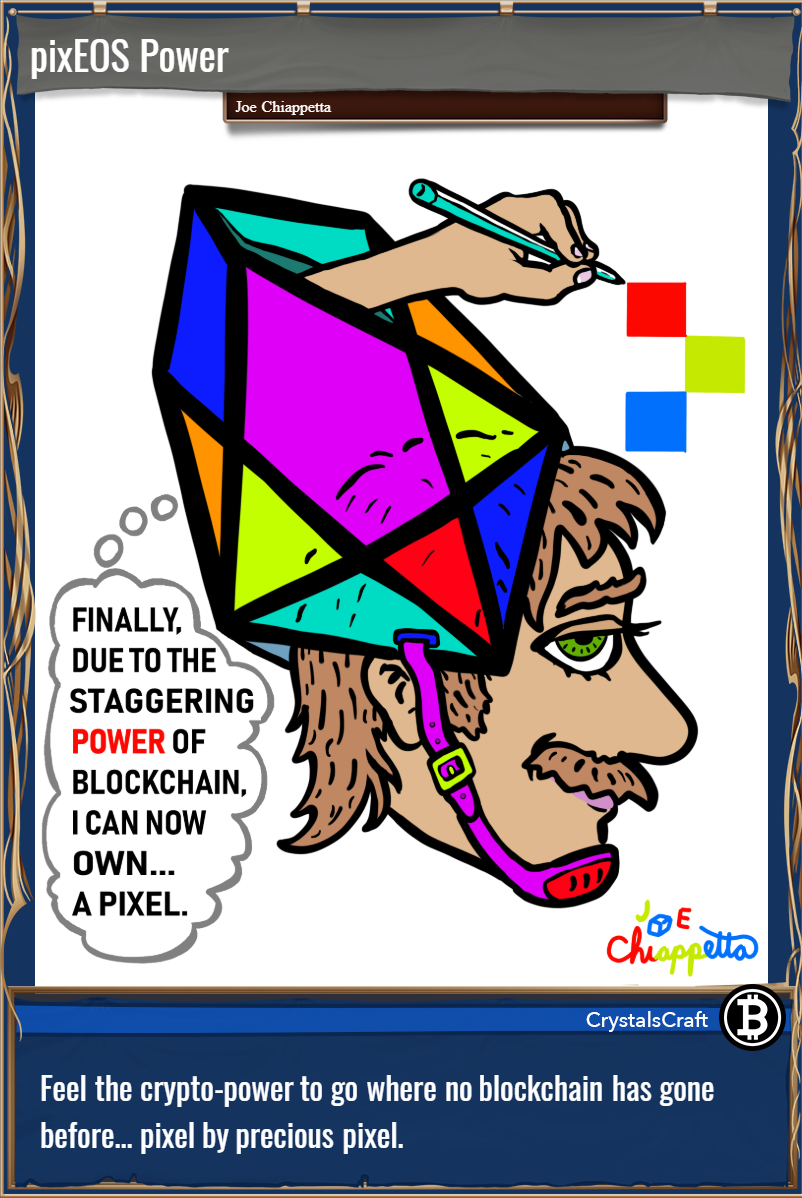 pixEOS Power
Joe Chiappetta
FINALLY,
DUE TO THE
STAGGERING
POWER OF
BLOCKCHAIN,
I CAN NOW
OWN...
A PIXEL.
JOE
Chiappetta
CrystalsCraft
Feel the crypto-power to go where no blockchain has gone
before... pixel by precious pixel.